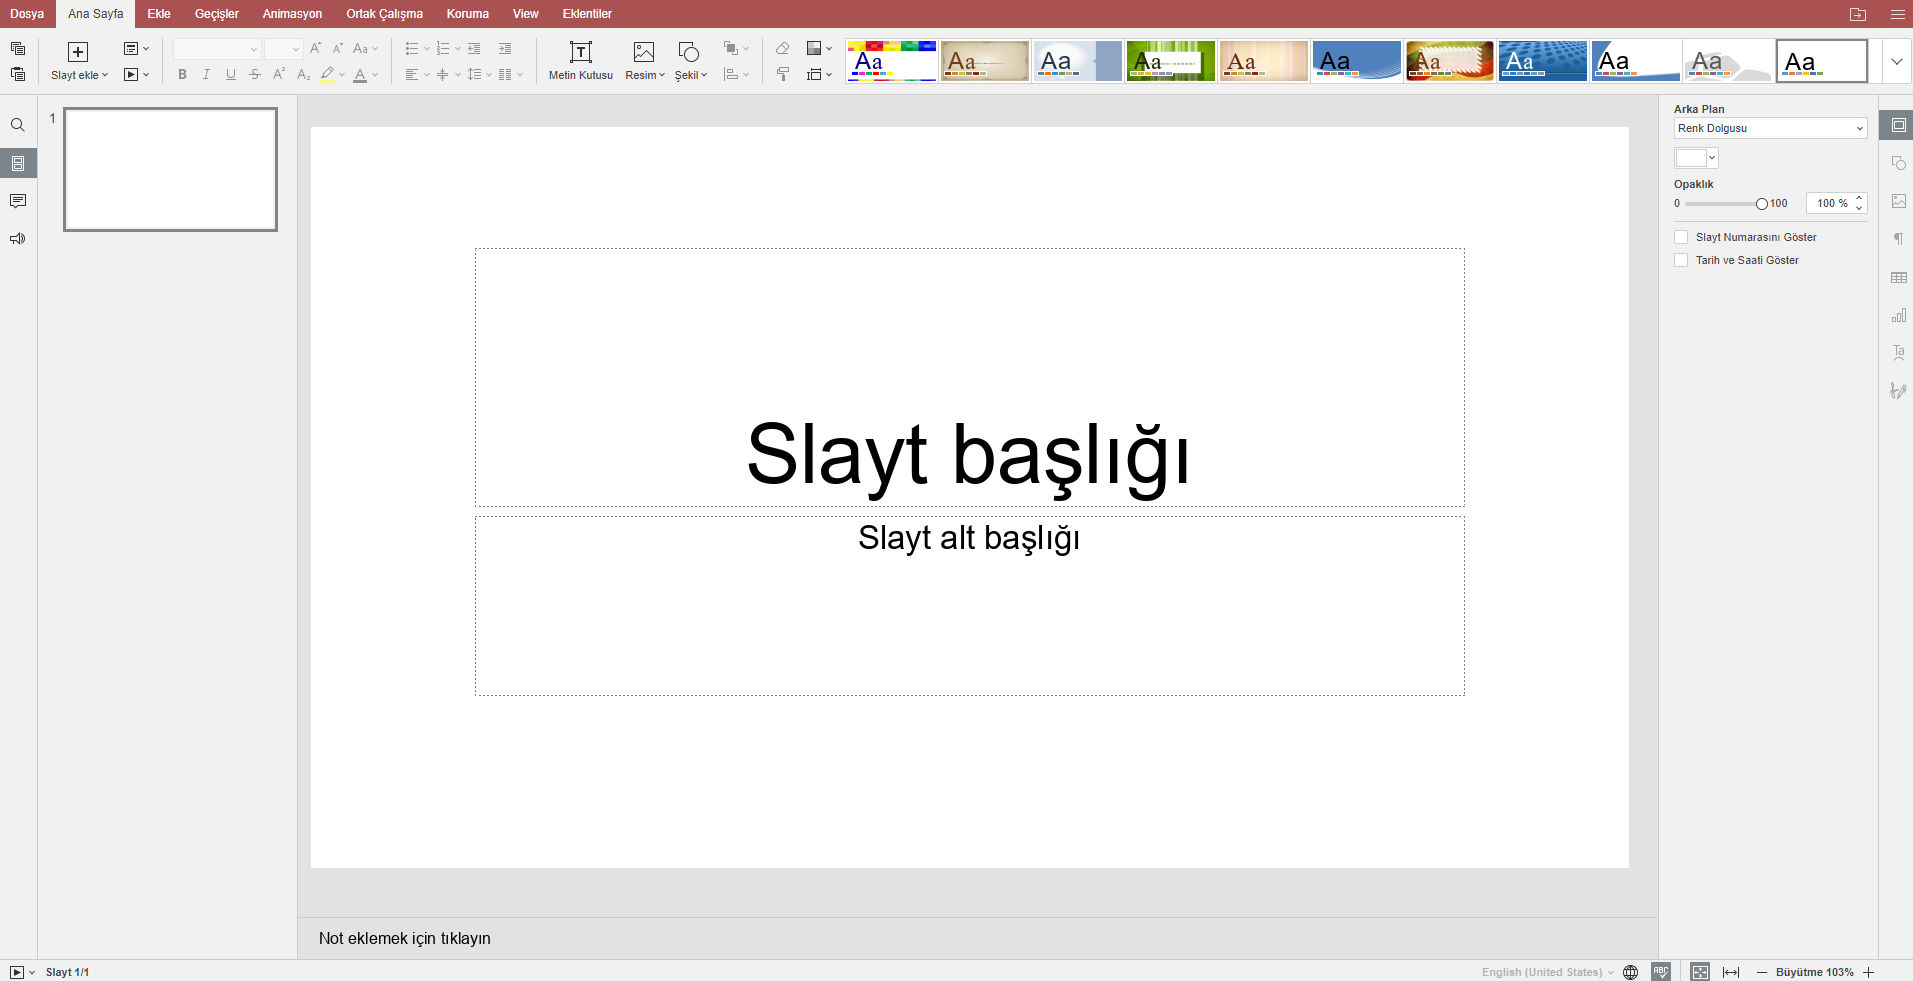 Dosya Ana Sayfa Ekle Geçişler Animasyon Ortak Çalışma Koruma View Eklentiler
Slayt ekle
Metin Kutusu Resim Şekil
Aa Aa Aa Aa Aa Aa Aa Aa Aa Aa Aa
1
Slayt başlığı
Slayt alt başlığı
Not eklemek için tıklayın
Arka Plan
Renk Dolgusu
Opaklık
0 100 100 %
Slayt Numarasını Göster
Tarih ve Saati Göster
Slayt 1/1
English (United States) ABC Büyütme 103%